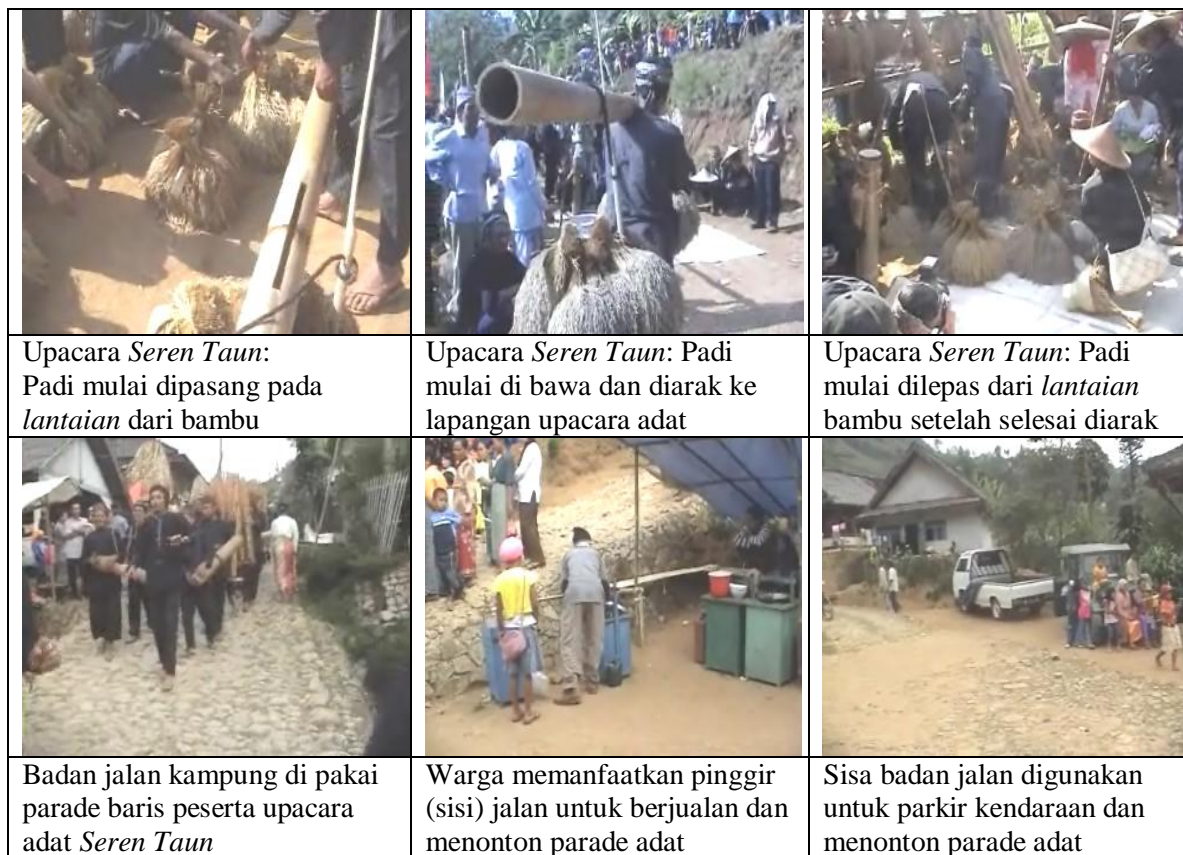 Upacara Seren Taun:
Padi mulai dipasang pada
lantaian dari bambu
Upacara Seren Taun: Padi
mulai di bawa dan diarak ke
lapangan upacara adat
Upacara Seren Taun: Padi
mulai dilepas dari lantaian
bambu setelah selesai diarak
Badan jalan kampung di pakai
parade baris peserta upacara
adat Seren Taun
Warga memanfaatkan pinggir
(sisi) jalan untuk berjualan dan
menonton parade adat
Sisa badan jalan digunakan
untuk parkir kendaraan dan
menonton parade adat